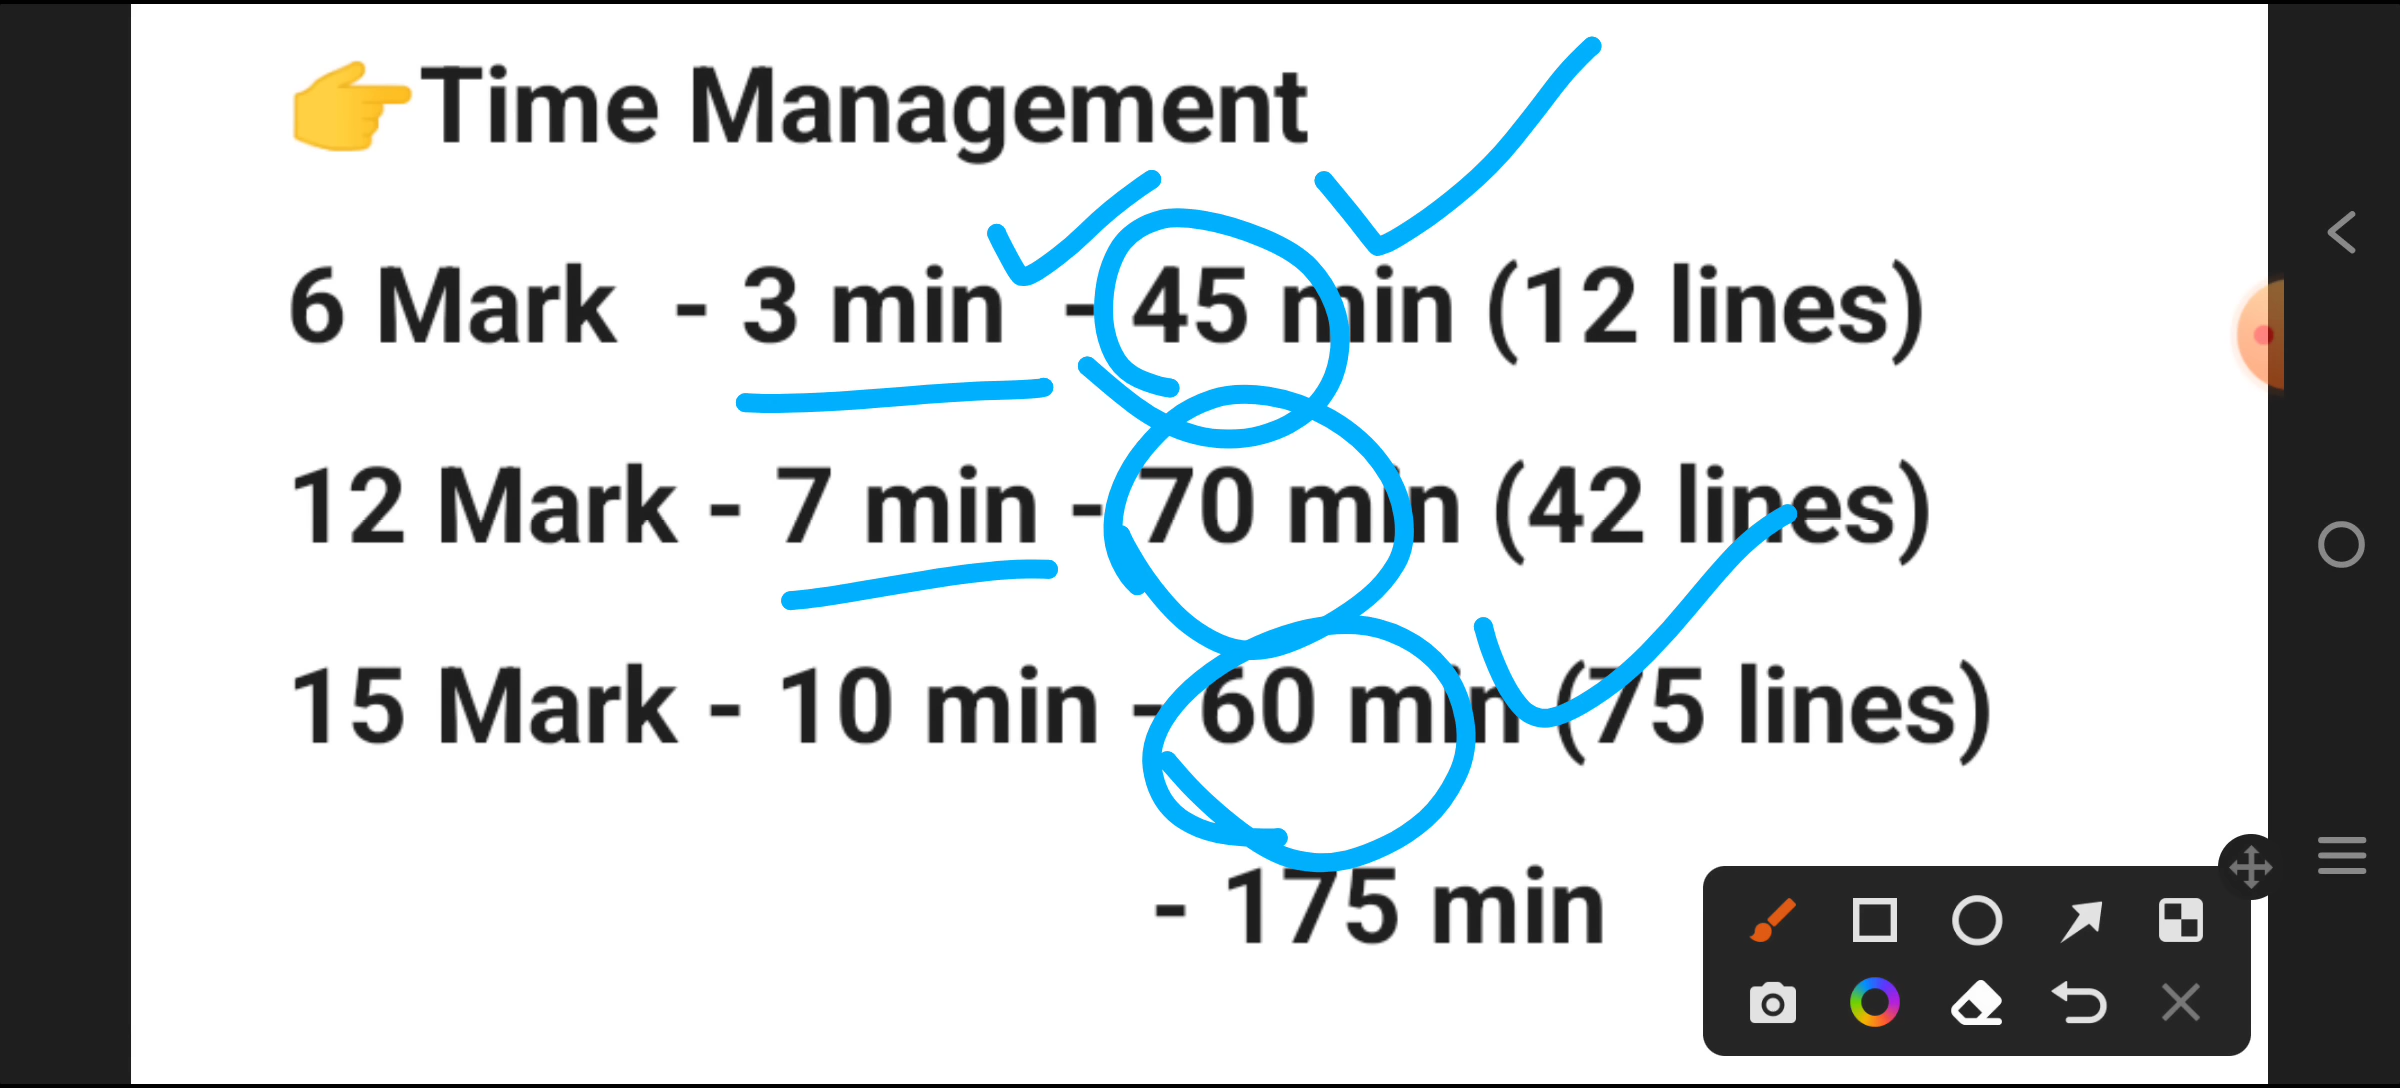 👉Time Management
6 Mark - 3 min - 45 min (12 lines)
12 Mark - 7 min - 70 min (42 lines)
15 Mark - 10 min - 60 min (75 lines)
- 175 min